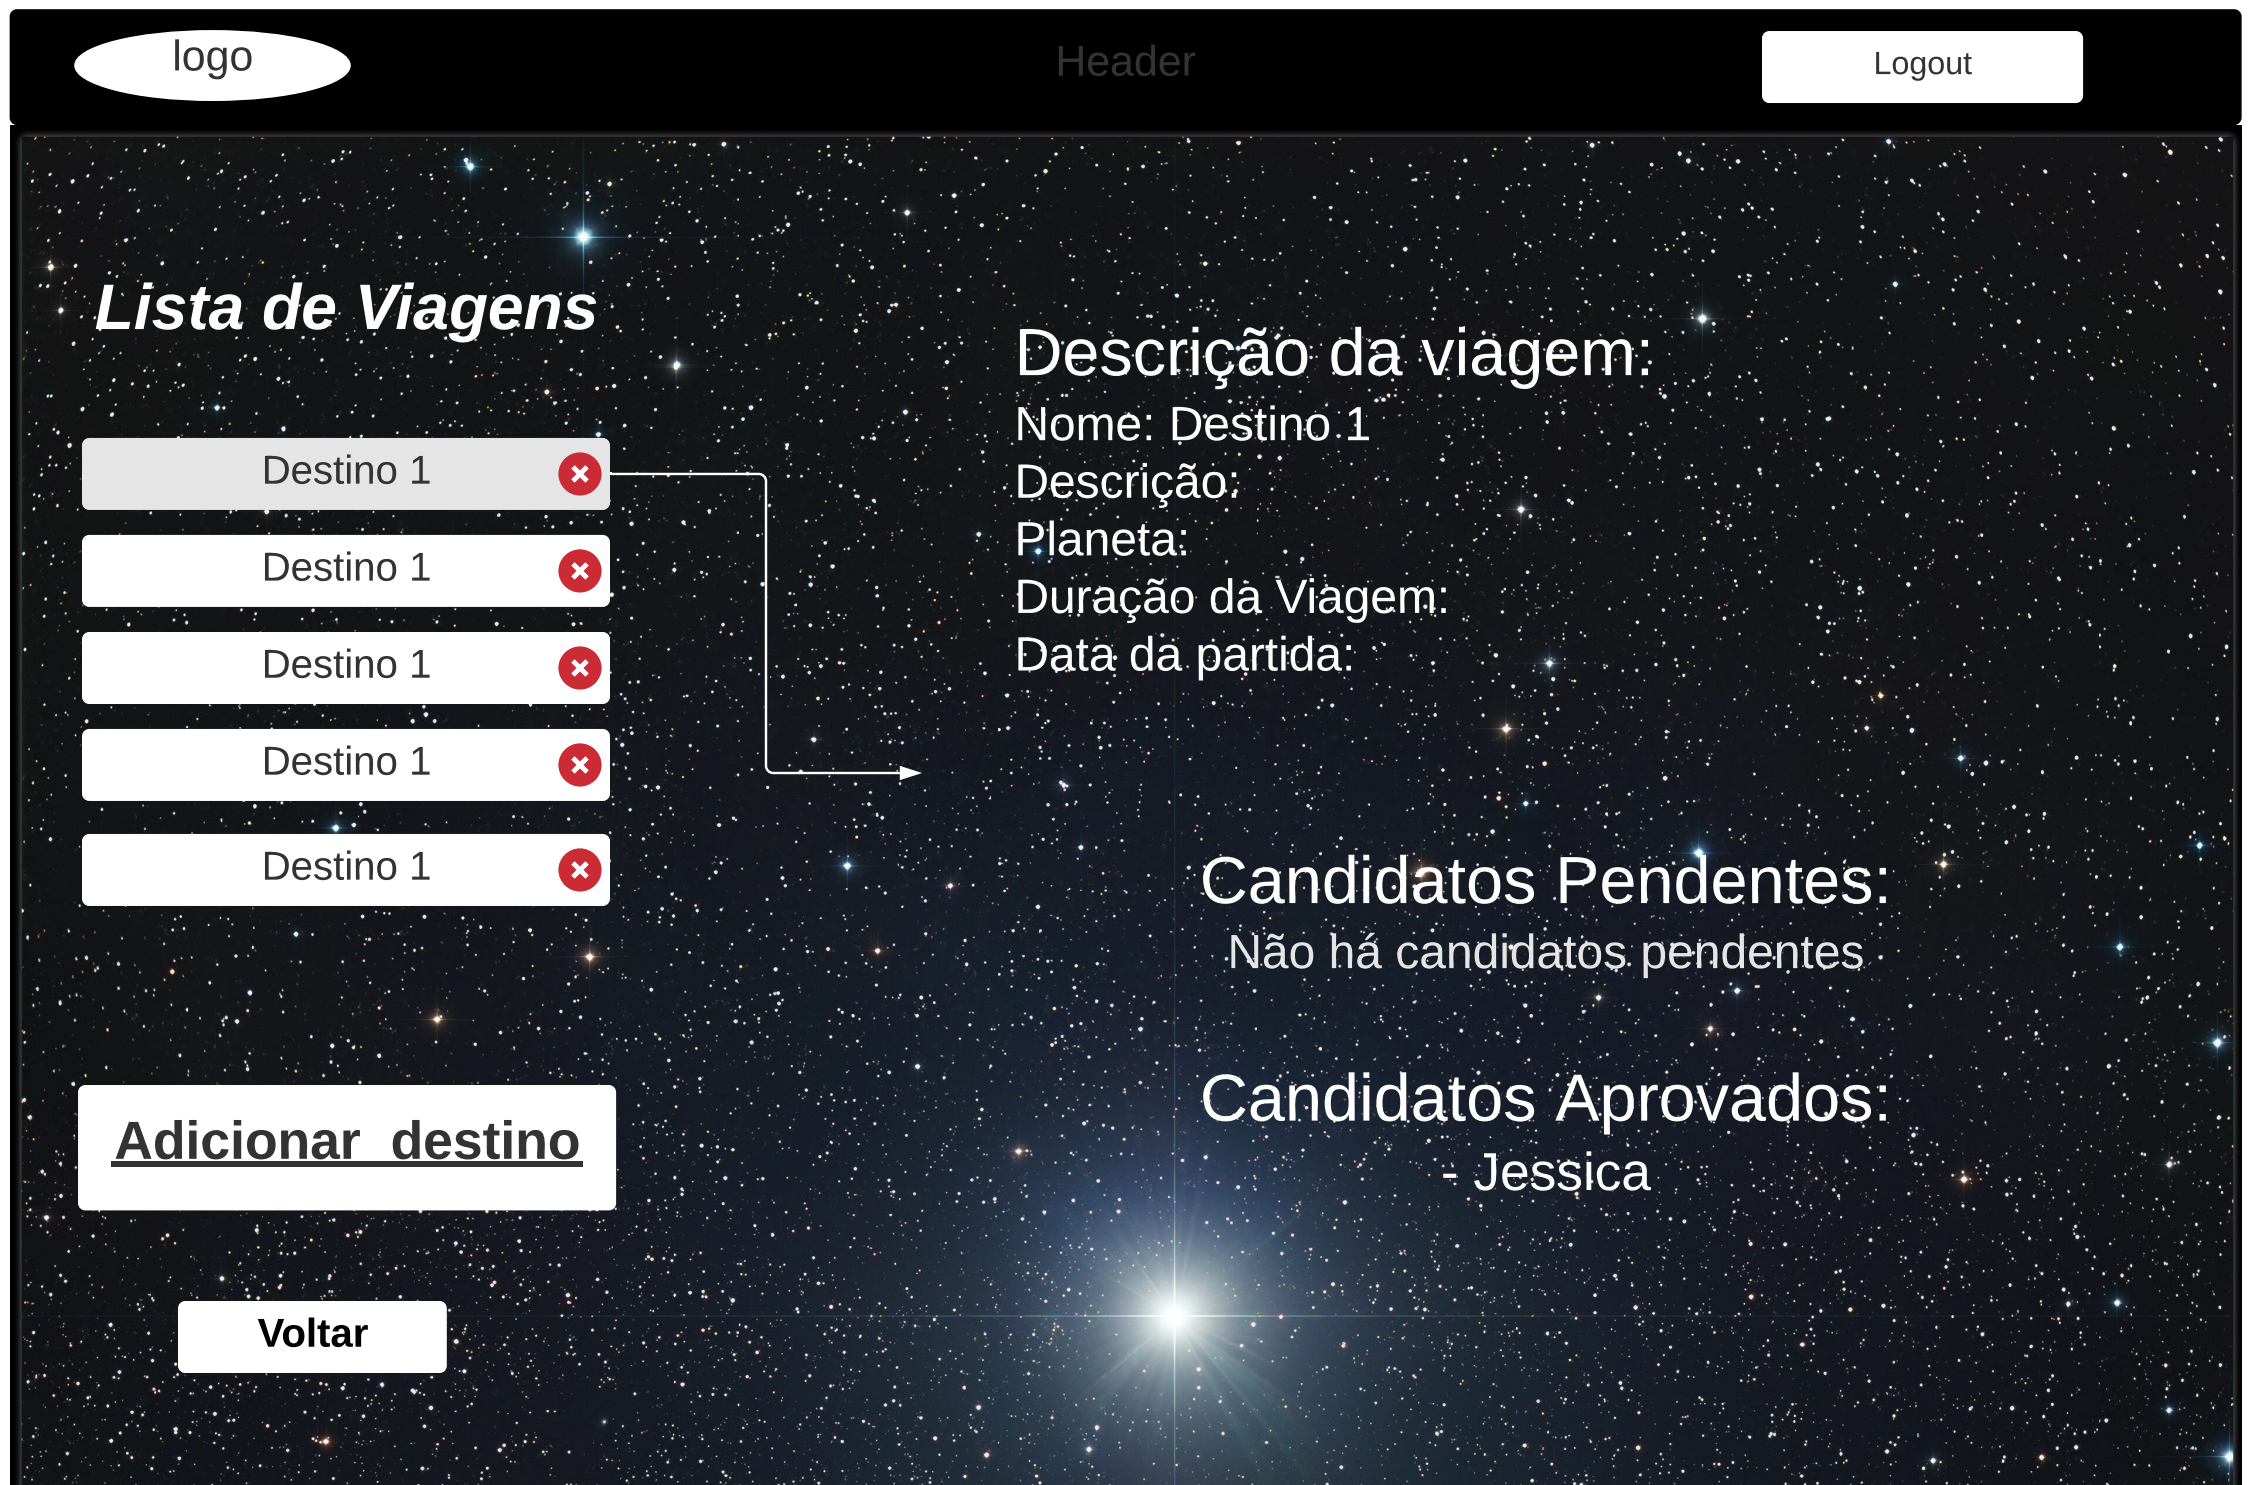 logo
Header
Logout
Lista de Viagens
Destino 1
Destino 1
Destino 1
Destino 1
Destino 1
Adicionar  destino
Voltar
Descrição da viagem:
Nome: Destino 1
Descrição:
Planeta:
Duração da Viagem:
Data da partida:
Candidatos Pendentes:
Não há candidatos pendentes
Candidatos Aprovados:
- Jessica